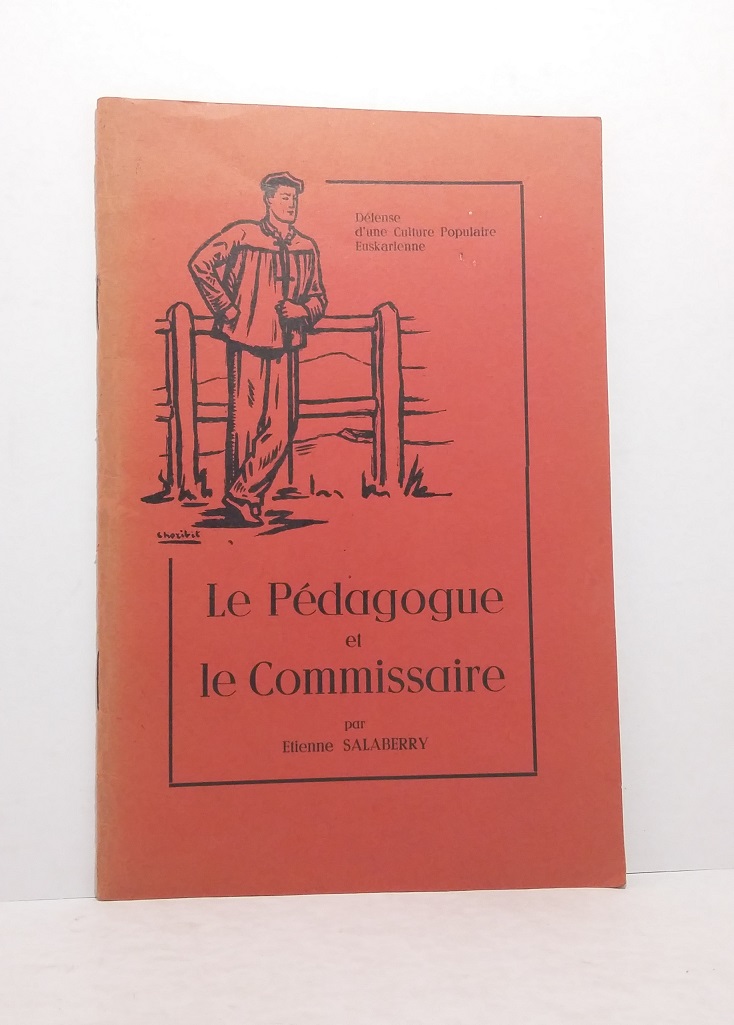 Défense
d'une Culture Populaire
Euskarienne
Le Pédagogue
et
le Commissaire
par
Etienne SALABERRY